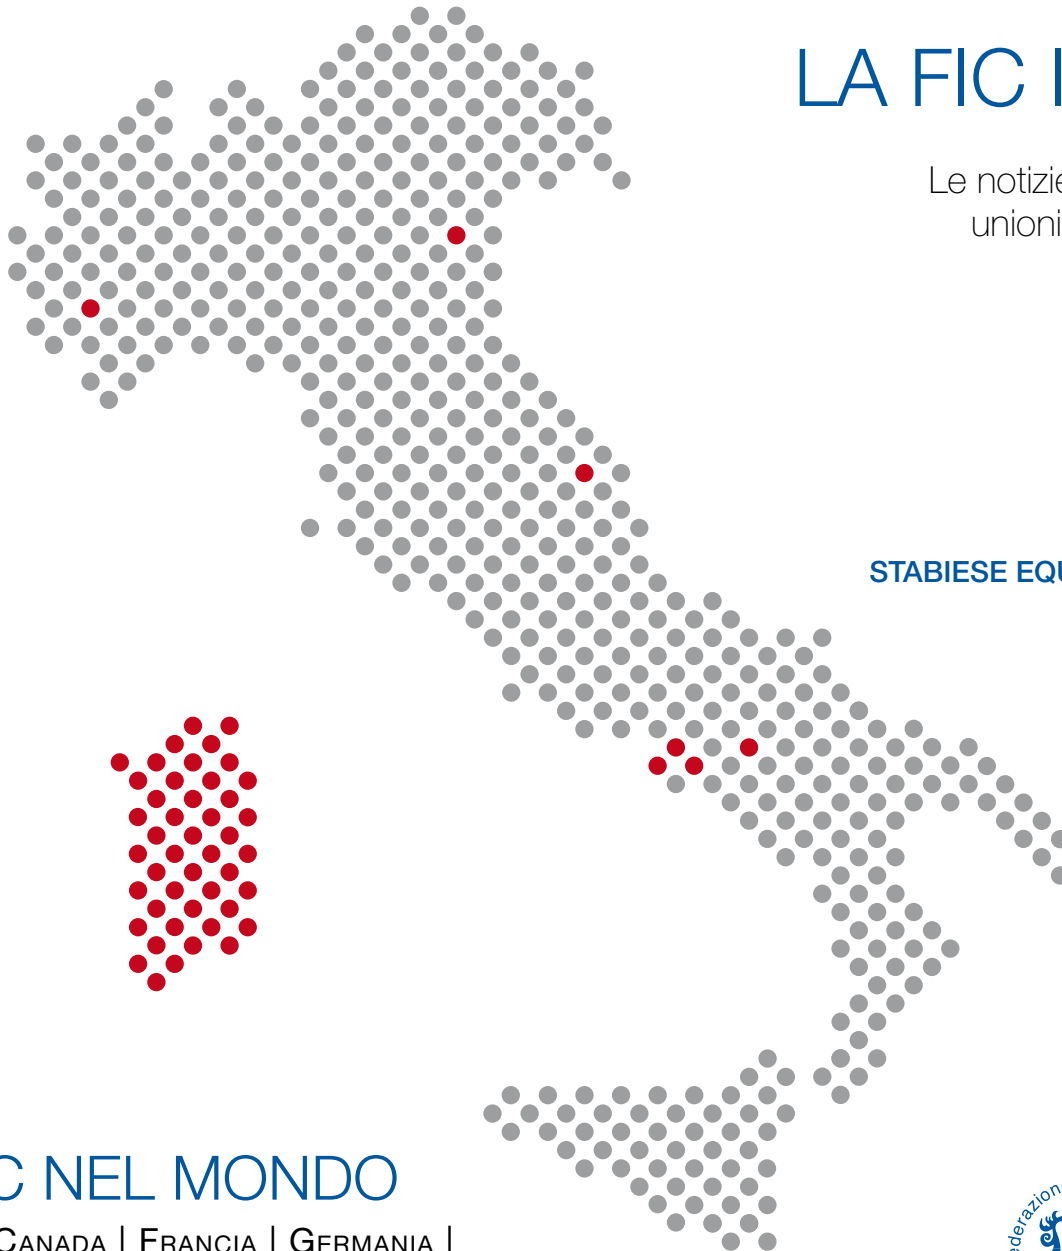 LA FIC I
Le notizie
unioni
STABIESE EQU
C NEL MONDO
CANADA | FRANCIA | GERMANIA |